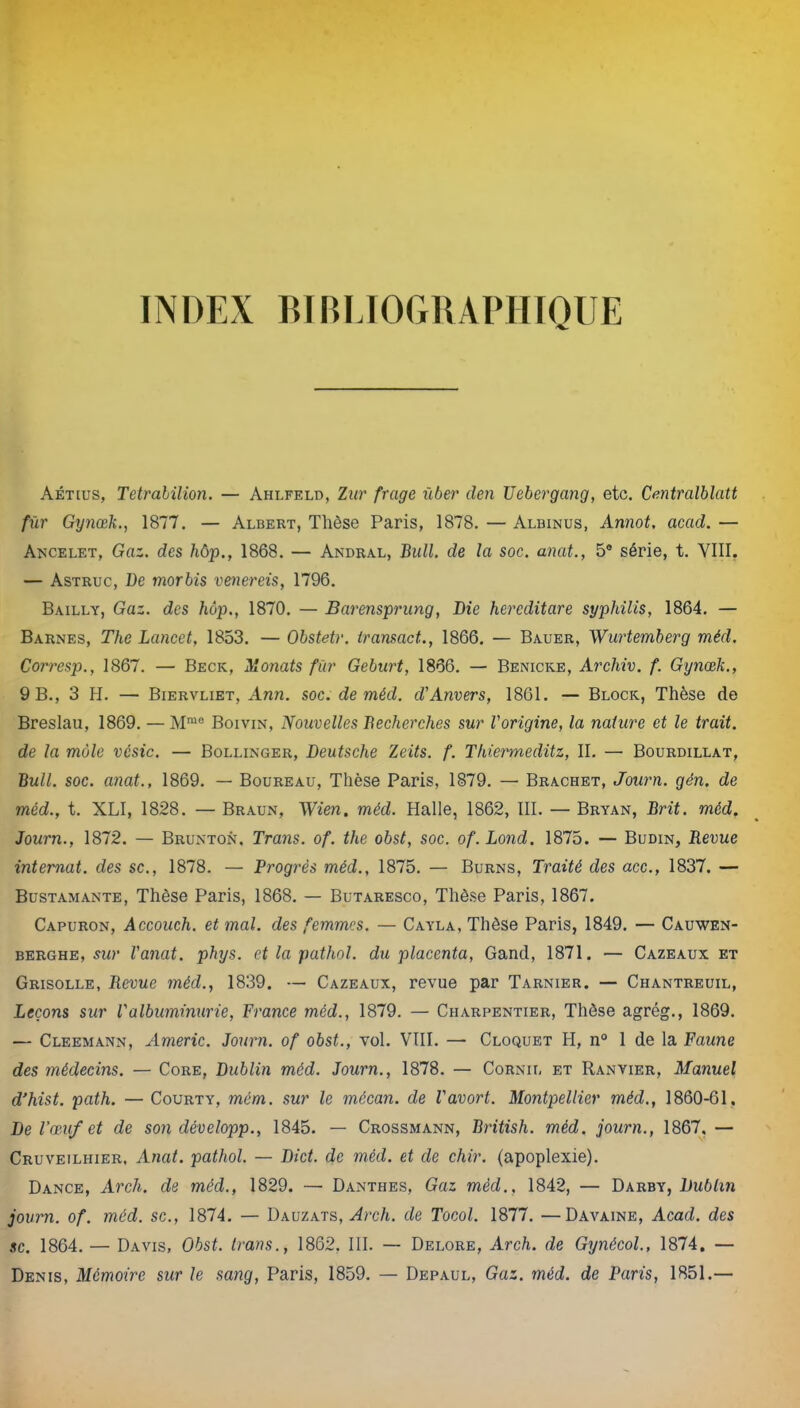 INDEX BIBLIOGRAPHIQUE
Aétius, Tetrabilion. — Ahlfeld, Zur frage über den Uebergang, etc. Centralblatt
für Gynœk., 1877. — Albert, Thèse Paris, 1878. — Albinus, Annot. acad. —
Ancelet, Gaz. des hôp., 1868. — Andral, Bull. de la soc. anat., 5e série, t. VIII.
— Astruc, De morbis venereis, 1796.
Bailly, Gaz. des hôp., 1870. — Barensprung, Die hereditare syphilis, 1864. —
Barnes, The Lancet, 1853. — Obstetr. transact., 1866. — Bauer, Wurtemberg méd.
Corresp., 1867. — Beck, Monats für Geburt, 1866. — Benicke, Archiv. f. Gynœk.,
9 B., 3 H. — Biervliet, Ann. soc. de méd. d'Anvers, 1861. — Block, Thèse de
Breslau, 1869. — Mme Boivin, Nouvelles Recherches sur l'origine, la nature et le trait.
de la môle vésic. — Bollinger, Deutsche Zeits. f. Thiermeditz, II. — Bourdillat,
Bull. soc. anat., 1869. — Boureau, Thèse Paris, 1879. — Brachet, Journ. gén. de
méd., t. XLI, 1828. — Braun, Wien. méd. Halle, 1862, III. — Bryan, Brit. méd.
Journ., 1872. — Brunton. Trans. of. the obst, soc. of. Lond. 1875. — Budin, Revue
internat. des sc., 1878. — Progrès méd., 1875. — Burns, Traité des acc., 1837. —
Bustamante, Thèse Paris, 1868. — Butaresco, Thèse Paris, 1867.
Capuron, Accouch. et mal. des femmes. — Cayla, Thèse Paris, 1849. — Cauwen-
berghe, sur l'anat. phys. et la pathol. du placenta, Gand, 1871. — Cazeaux et
Grisolle, Revue méd., 1839. — Cazeaux, revue par Tarnier. — Chantreuil,
Leçons sur l'albuminurie, France méd., 1879. — Charpentier, Thèse agrég., 1869.
— Cleemann, Americ. Journ. of obst., vol. VIII. — Cloquet H, n° 1 de la Faune
des médecins. — Core, Dublin méd. Journ., 1878. — Cornil et Ranvier, Manuel
d'hist. path. — Courty, mém. sur le mécan. de l'avort. Montpellier méd., 1860-61.
De l'œuf et de son développ., 1845. — Crossmann, British. méd. journ., 1867. —
Cruveilhier, Anat. pathol. — Dict. de méd. et de chir. (apoplexie).
Dance, Arch. de méd., 1829. — Danthes, Gaz méd., 1842, — Darby, Dublin
journ. of. méd. sc., 1874. — Dauzats, Arch. de Tocol. 1877. — Davaine, Acad. des
sc. 1864. — Davis, Obst. trans., 1862, III. — Delore, Arch. de Gynécol., 1874. —
Denis, Mémoire sur le sang, Paris, 1859. — Depaul, Gaz. méd. de Paris, 1851.—